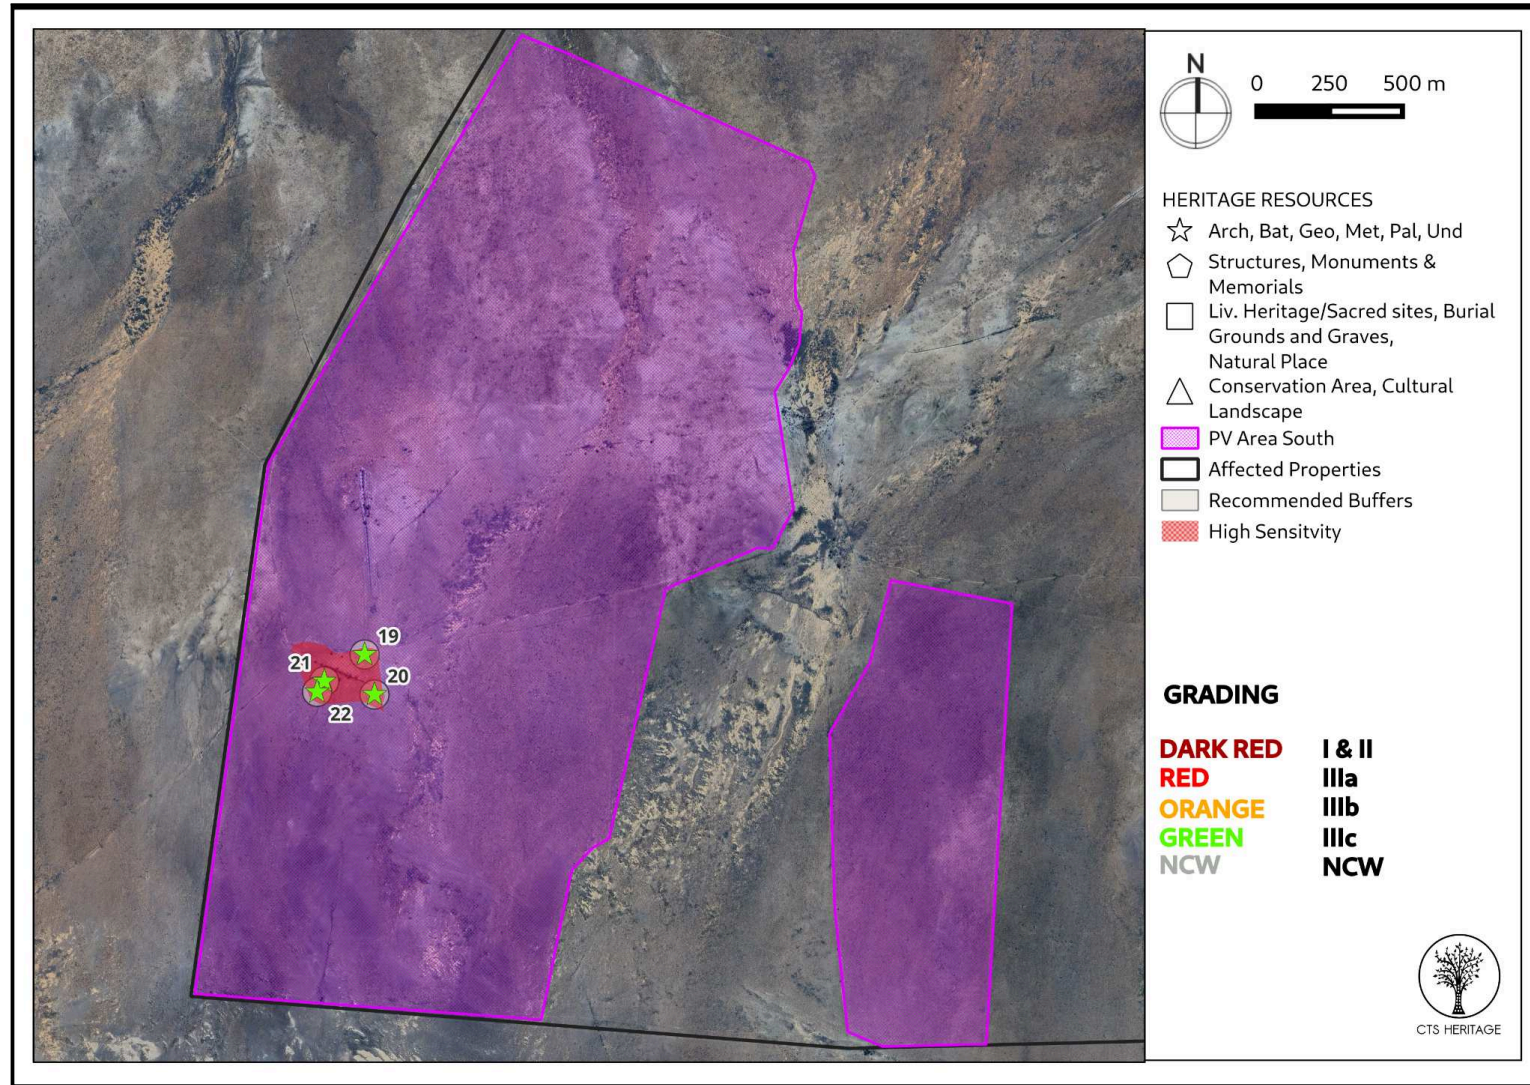 N
0 250 500 m
HERITAGE RESOURCES
Arch, Bat, Geo, Met, Pal, Und
Structures, Monuments &
Memorials
Liv. Heritage/Sacred sites, Burial
Grounds and Graves,
Natural Place
Conservation Area, Cultural
Landscape
PV Area South
Affected Properties
Recommended Buffers
High Sensitvity
19
21
20
22
GRADING
DARK RED I & II
RED IIIa
ORANGE IIIb
GREEN IIIc
NCW NCW
CTS HERITAGE